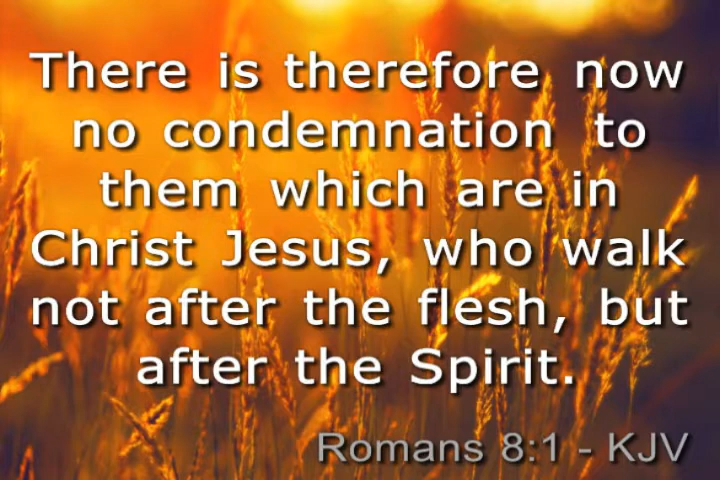 There is therefore now
no condemnation to
them which are in
Christ Jesus, who walk
not after the flesh, but
after the Spirit.
Romans 8:1 - KJV